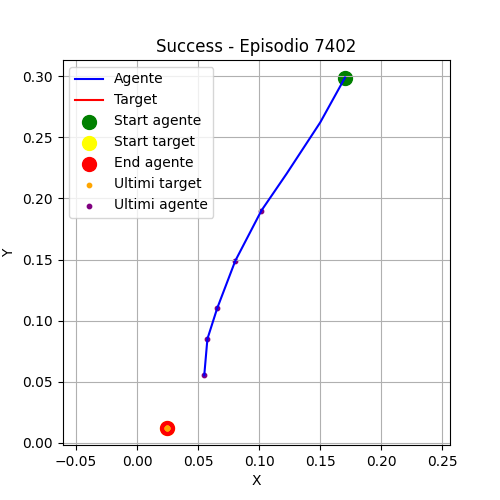 Success - Episodio 7402
Agente
Target
Start agente
Start target
End agente
Ultimi target
Ultimi agente
Y
0.30
0.25
0.20
0.15
0.10
0.05
0.00
−0.05 0.00 0.05 0.10 0.15 0.20 0.25
X